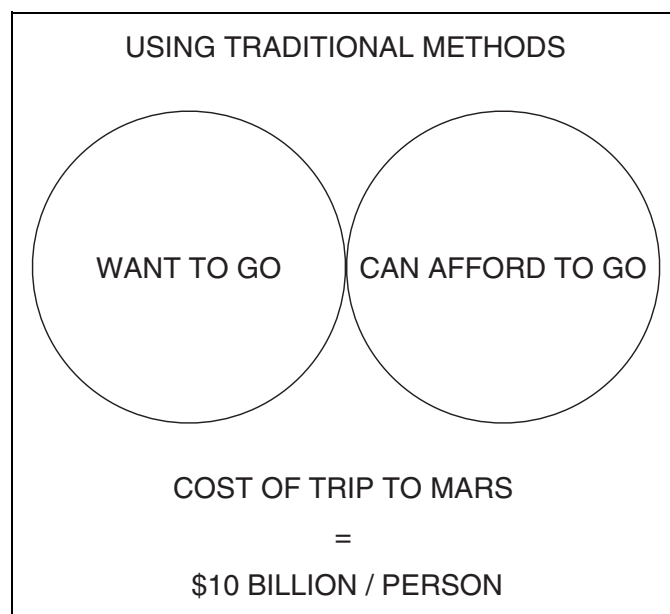 USING TRADITIONAL METHODS
WANT TO GO
CAN AFFORD TO GO
COST OF TRIP TO MARS
=
$10 BILLION / PERSON